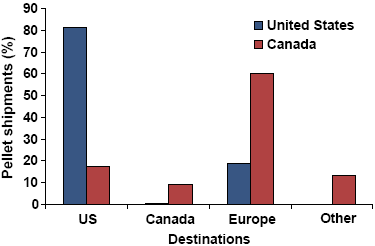 Pellet shipments (%)
90
80
70
60
50
40
30
20
10
0
United States
Canada
US
Canada
Europe
Other
Destinations